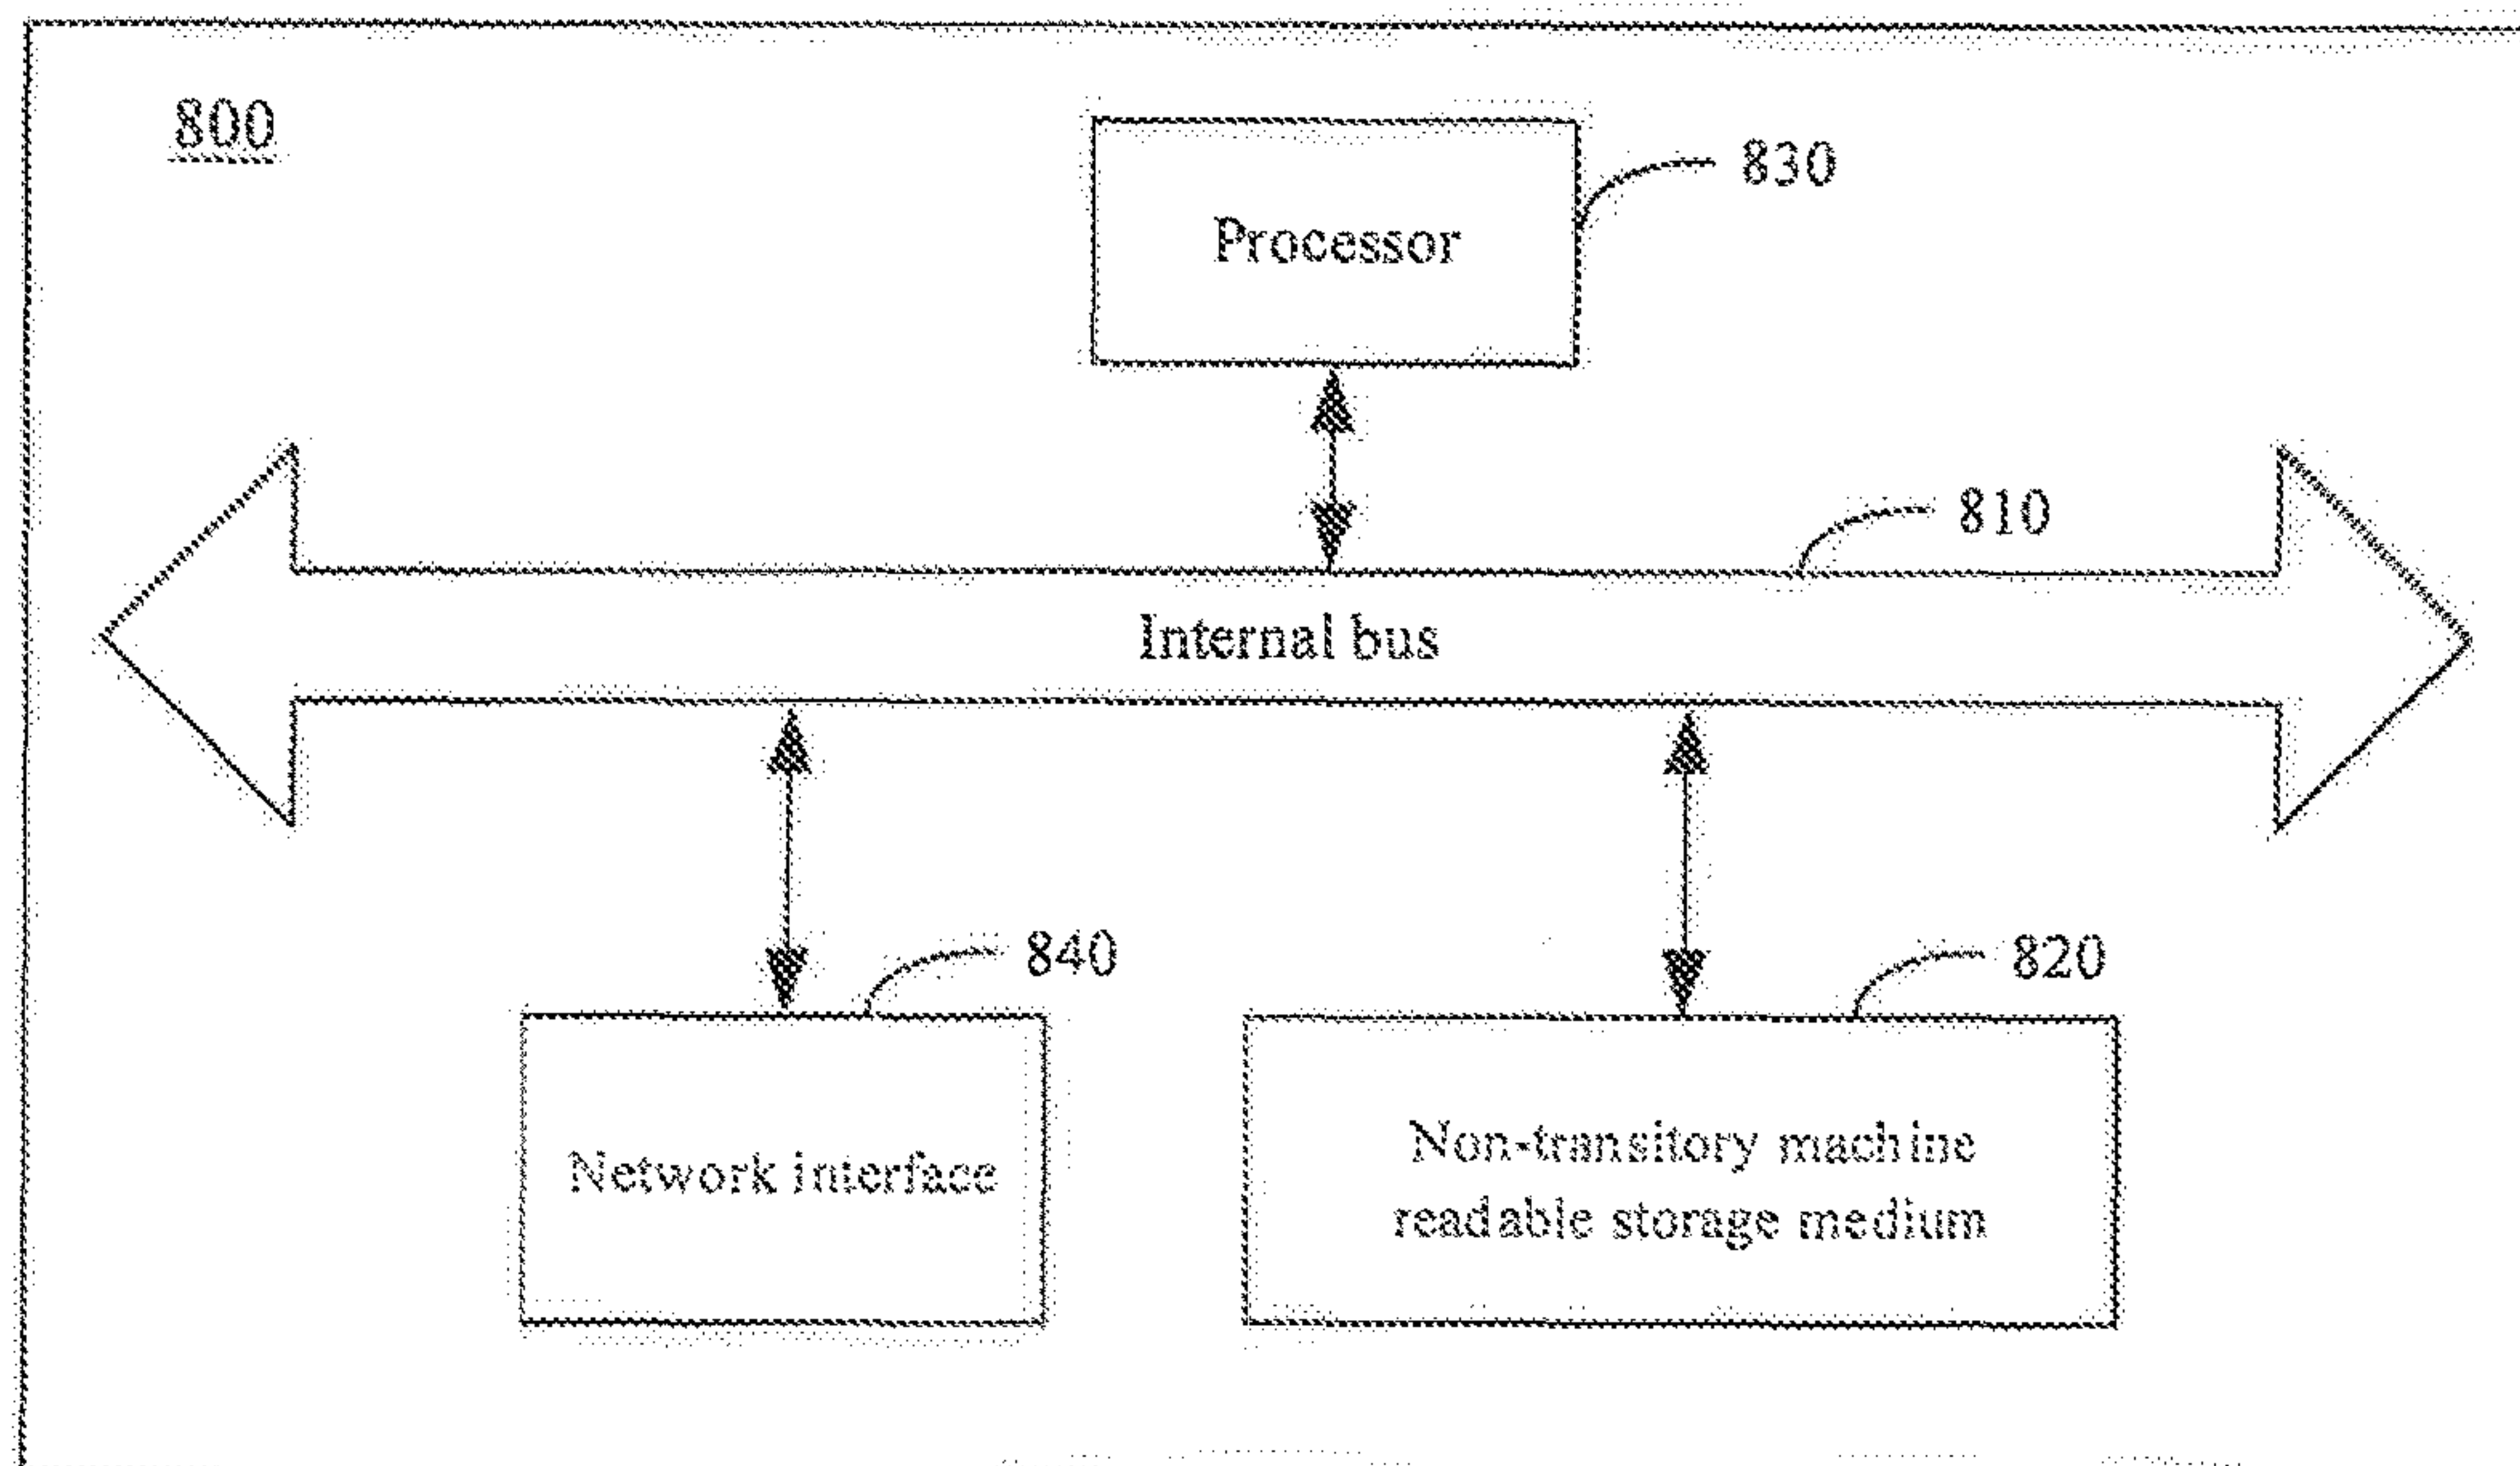 800
830
Processor
810
Internal bus
840
820
Network interface
Non-transitory machine
readable storage medium